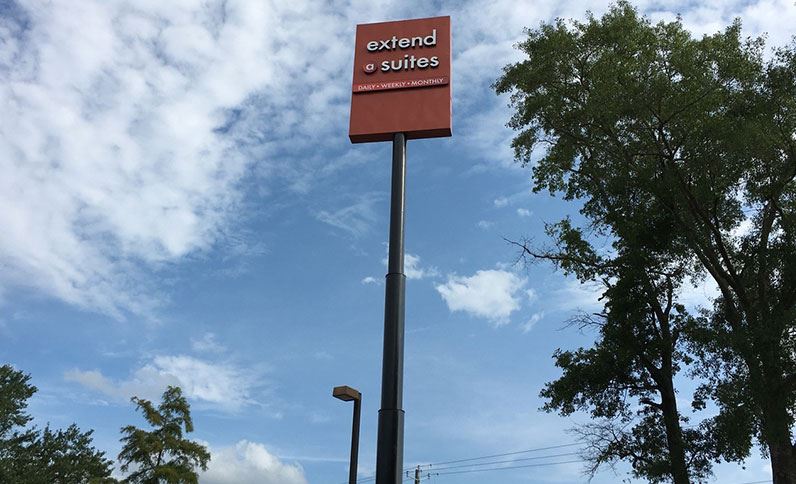 extend
a suites
DAILY • WEEKLY • MONTHLY